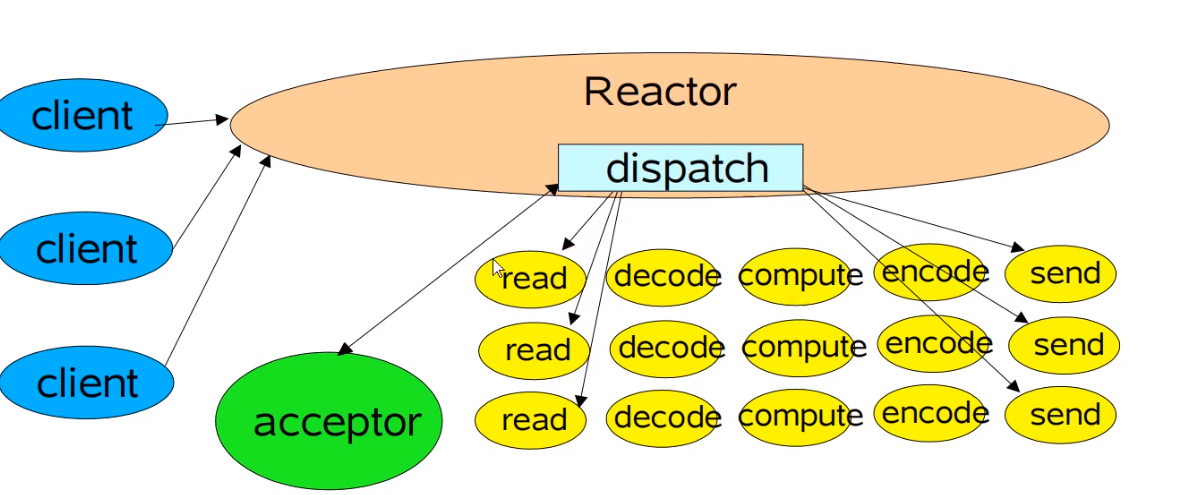 Reactor
client
dispatch
client
read decode compute encode send
read decode compute encode send
client
acceptor
read decode compute encode send